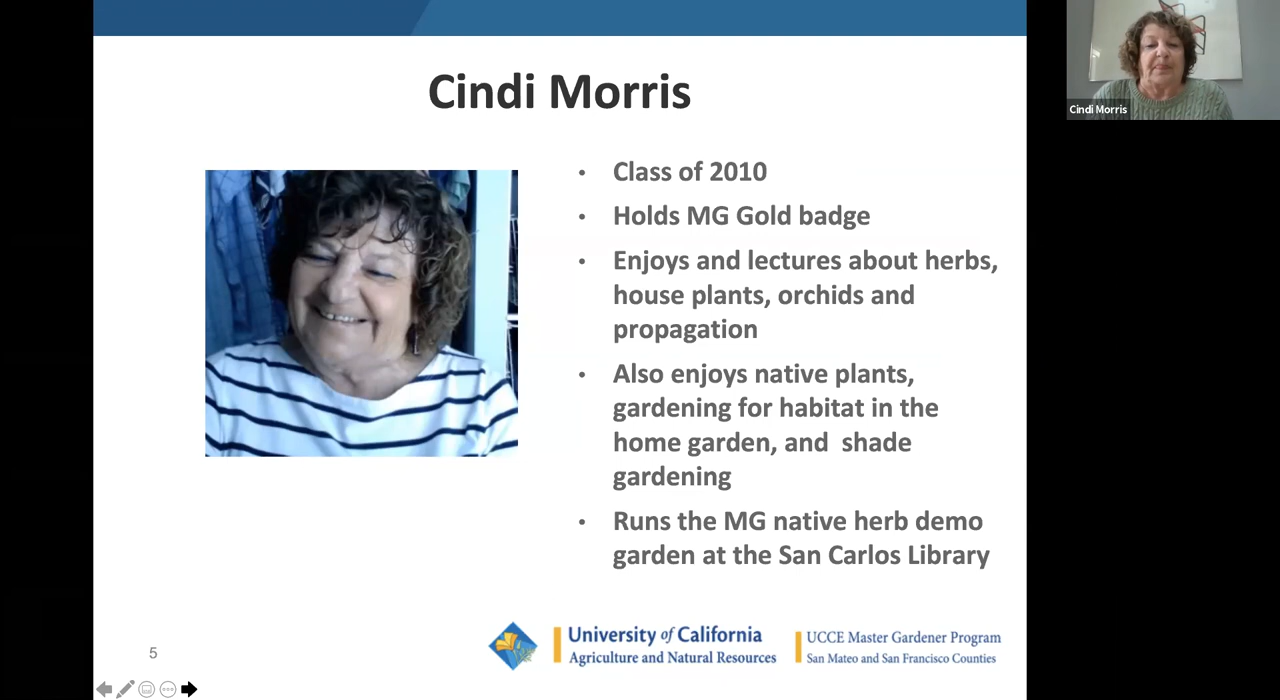 Cindi Morris
Cindi Morris
• Class of 2010
• Holds MG Gold badge
• Enjoys and lectures about herbs,
house plants, orchids and
propagation
• Also enjoys native plants,
gardening for habitat in the
home garden, and  shade
gardening
• Runs the MG native herb demo
garden at the San Carlos Library
5
University of California
Agriculture and Natural Resources
UCCE Master Gardener Program
San Mateo and San Francisco Counties